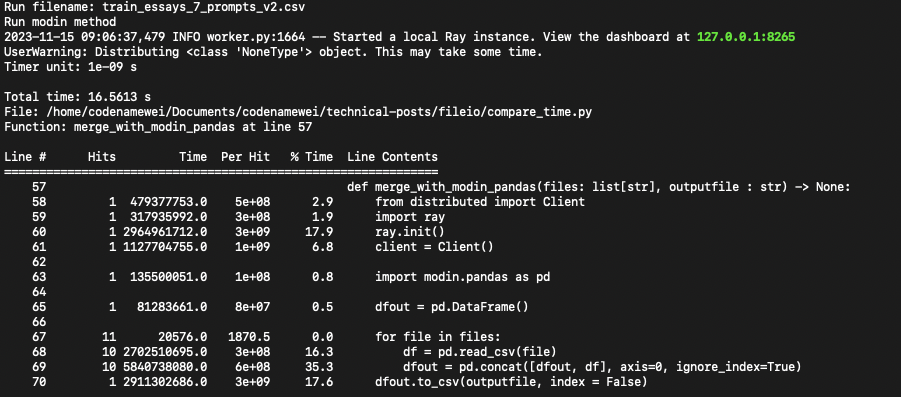 Run filename: train_essays_7_prompts_v2.csv
Run modin method
2023-11-15 09:06:37,479 INFO worker.py:1664 -- Started a local Ray instance. View the dashboard at 127.0.0.1:8265
UserWarning: Distributing <class 'NoneType'> object. This may take some time.
Timer unit: 1e-09 s

Total time: 16.5613 s
File: /home/codenamewei/Documents/codenamewei/technical-posts/fileio/compare_time.py
Function: merge_with_modin_pandas at line 57

Line #      Hits         Time  Per Hit   % Time  Line Contents
==============================================================
    57                                           def merge_with_modin_pandas(files: list[str], outputfile : str) -> None:
    58         1  479377753.0    5e+08      2.9      from distributed import Client
    59         1  317935992.0    3e+08      1.9      import ray
    60         1 2964961712.0    3e+09     17.9      ray.init()
    61         1 1127704755.0    1e+09      6.8      client = Client()
    62
    63         1  135500051.0    1e+08      0.8      import modin.pandas as pd
    64
    65         1   81283661.0    8e+07      0.5      dfout = pd.DataFrame()
    66
    67        11      20576.0   1870.5      0.0      for file in files:
    68        10 2702510695.0    3e+08     16.3          df = pd.read_csv(file)
    69        10 5840738080.0    6e+08     35.3          dfout = pd.concat([dfout, df], axis=0, ignore_index=True)
    70         1 2911302686.0    3e+09     17.6      dfout.to_csv(outputfile, index = False)